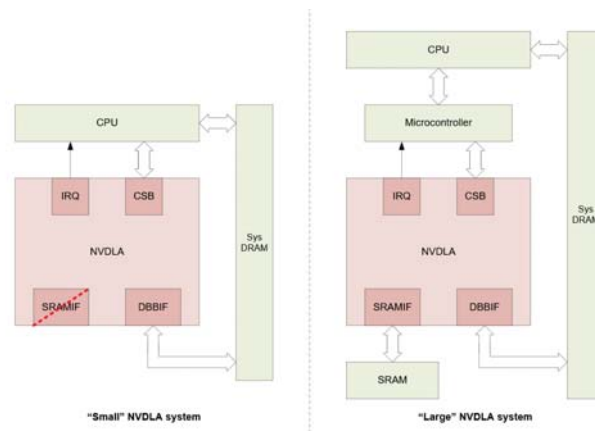 CPU
IRQ
CSB
NVDLA
SRAMIF
DBBIF
Sys
DRAM
"Small" NVDLA system
CPU
Microcontroller
IRQ
CSB
NVDLA
SRAMIF
DBBIF
SRAM
Sys
DRAM
"Large" NVDLA system